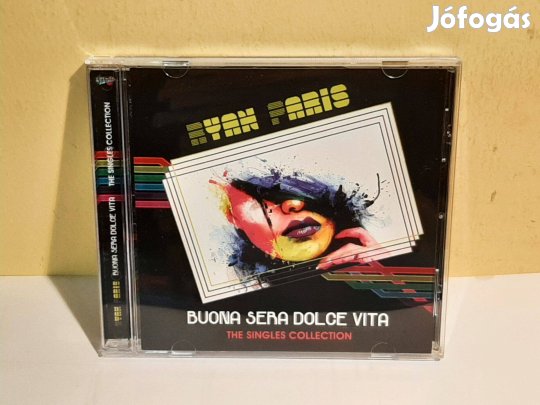 Jófogás
RYAN PARIS
BUONA SERA DOLCE VITA
THE SINGLES COLLECTION
RYAN PARIS BUONA SERA DOLCE VITA THE SINGLES COLLECTION